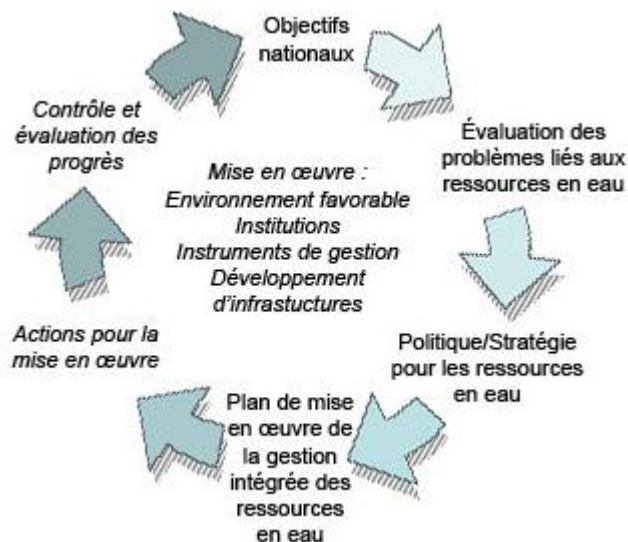 Objectifs
nationaux
Évaluation des
problèmes liés aux
ressources en eau
Politique/Stratégie
pour les ressources
en eau
Plan de mise
en œuvre de
la gestion
intégrée des
ressources
en eau
Actions pour la
mise en œuvre
Contrôle et
évaluation des
progrès
Mise en œuvre :
Environnement favorable
Institutions
Instruments de gestion
Développement
d'infrastuctures